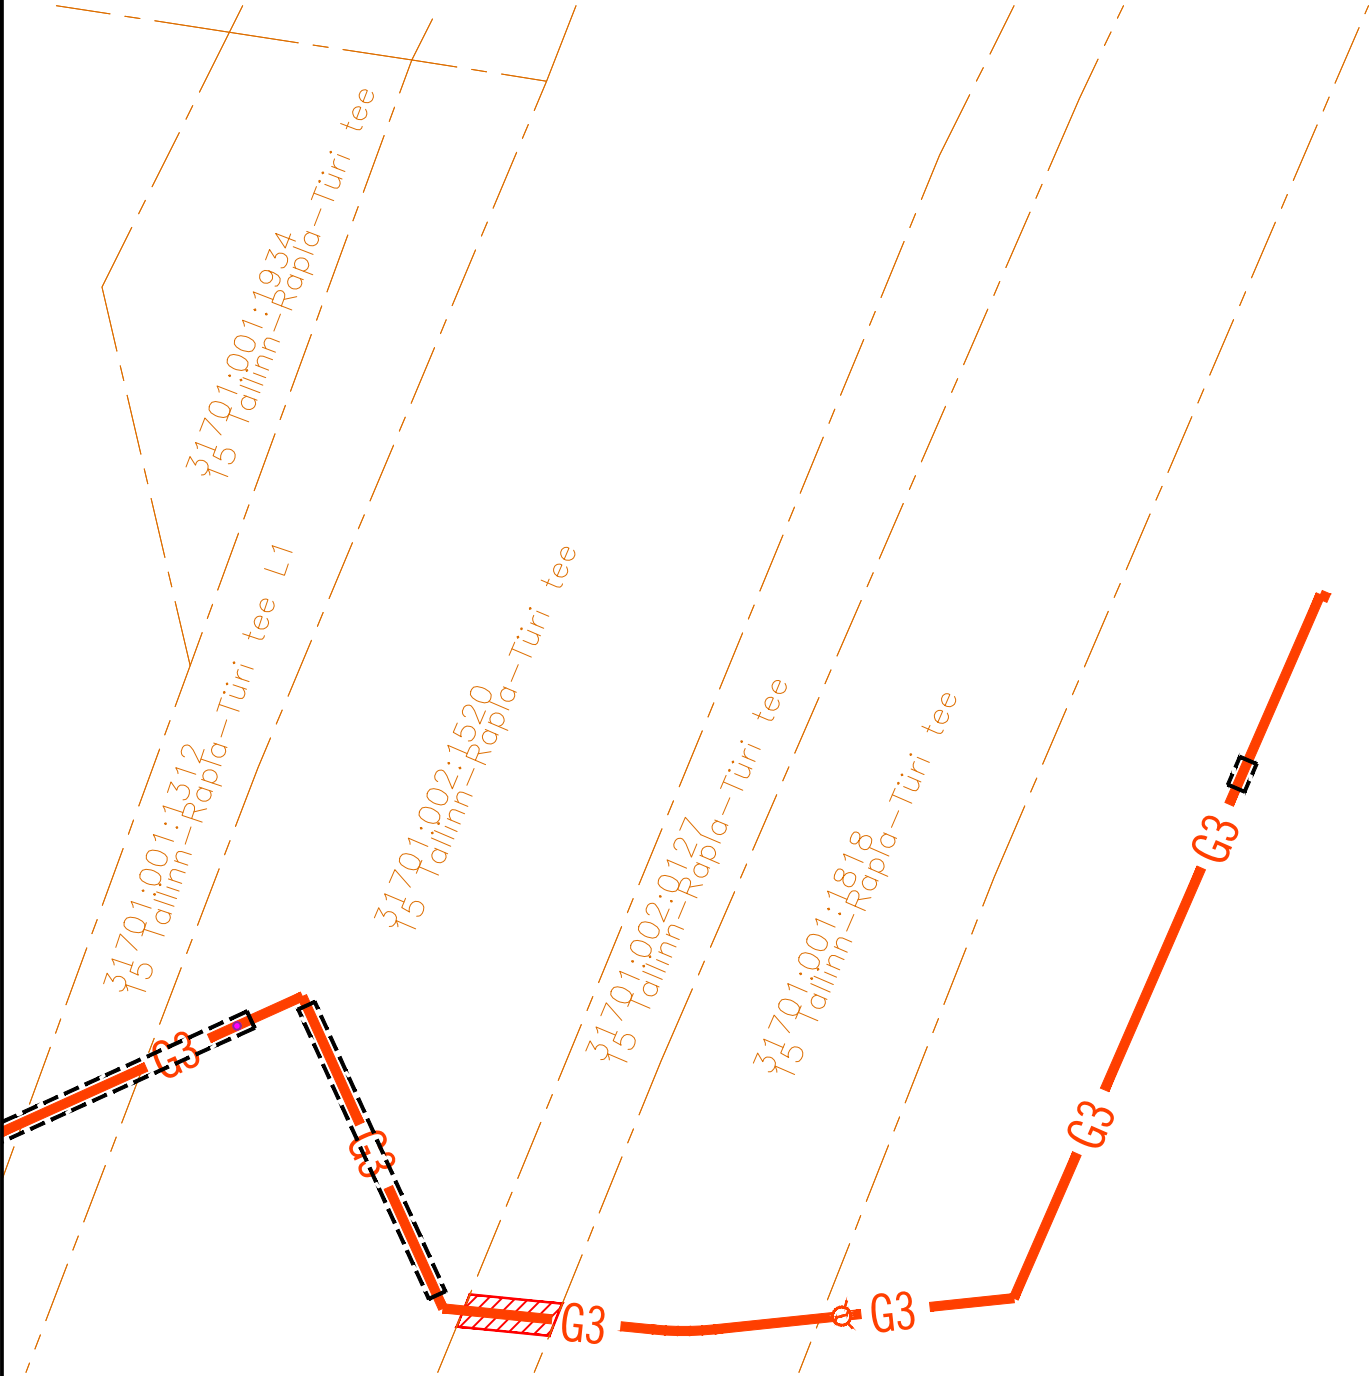 31701:001:1934
15 Tallinn-Rapla-Türi tee
31701:001:1312
15 Tallinn-Rapla-Türi tee L1
31701:002:1520
15 Tallinn-Rapla-Türi tee
31701:002:0127
15 Tallinn-Rapla-Türi tee
31701:001:1818
15 Tallinn-Rapla-Türi tee
G3
G3
G3
G3
G3
G3